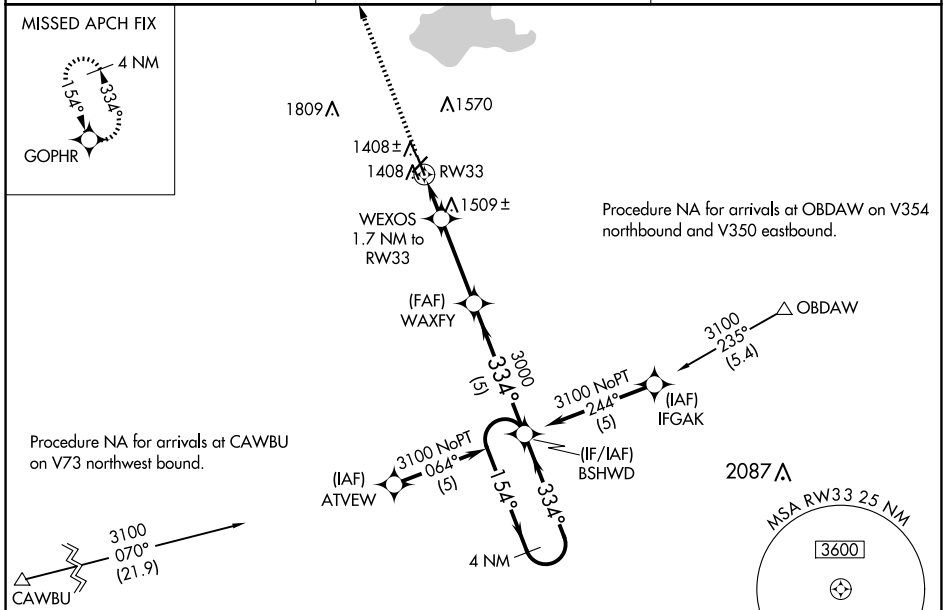 MISSED APCH FIX
4 NM
154°
334°
GOPHR
1809
1570
1408 ±
1408
RW33
1509 ±
WEXOS
1.7 NM to
RW33
Procedure NA for arrivals at OBDAW on V354
northbound and V350 eastbound.
(FAF)
WAXFY
OBDAW
3100
235°
(5.4)
3000
334°
(5)
3100 NoPT
244°
(5)
(IAF)
IFGAK
Procedure NA for arrivals at CAWBU
on V73 northwest bound.
(IF/IAF)
BSHWD
3100 NoPT
064°
(5)
(IAF)
ATVEW
154°
334°
4 NM
2087
MSA RW33 25 NM
3600
3100
070°
(21.9)
CAWBU